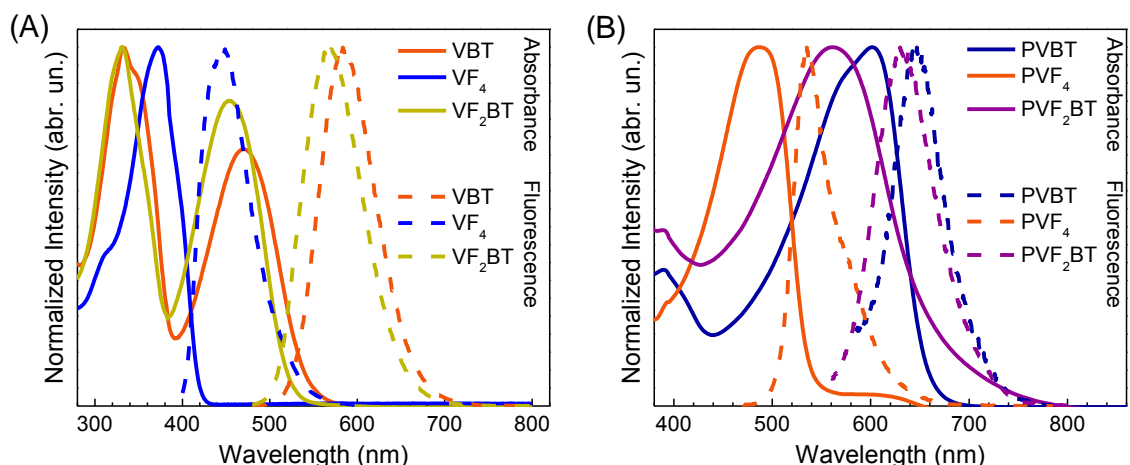 (A)
Normalized Intensity (abr. un.)
VBT
VF4
VF2BT
Absorbance
VBT
VF4
VF2BT
Fluorescence
300 400 500 600 700 800
Wavelength (nm)
(B)
Normalized Intensity (abr. un.)
PVBT
PVF4
PVF2BT
Absorbance
PVBT
PVF4
PVF2BT
Fluorescence
400 500 600 700 800
Wavelength (nm)